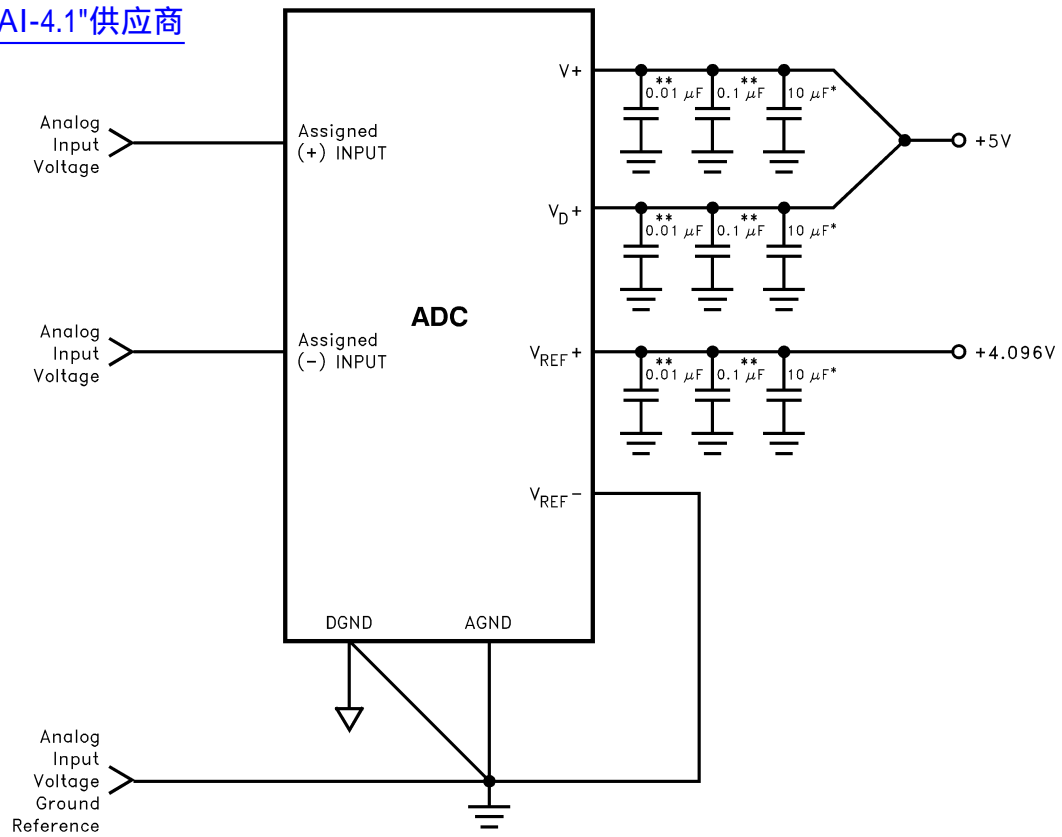 AI-4.1"供应商
V+
** **
0.01 μF 0.1 μF 10 μF*
Analog
Input
Voltage
Assigned
(+) INPUT
+5V
VD+
** **
0.01 μF 0.1 μF 10 μF*
ADC
Analog
Input
Voltage
Assigned
(−) INPUT
VREF+
** **
0.01 μF 0.1 μF 10 μF*
+4.096V
VREF−
DGND AGND
Analog
Input
Voltage
Ground
Reference